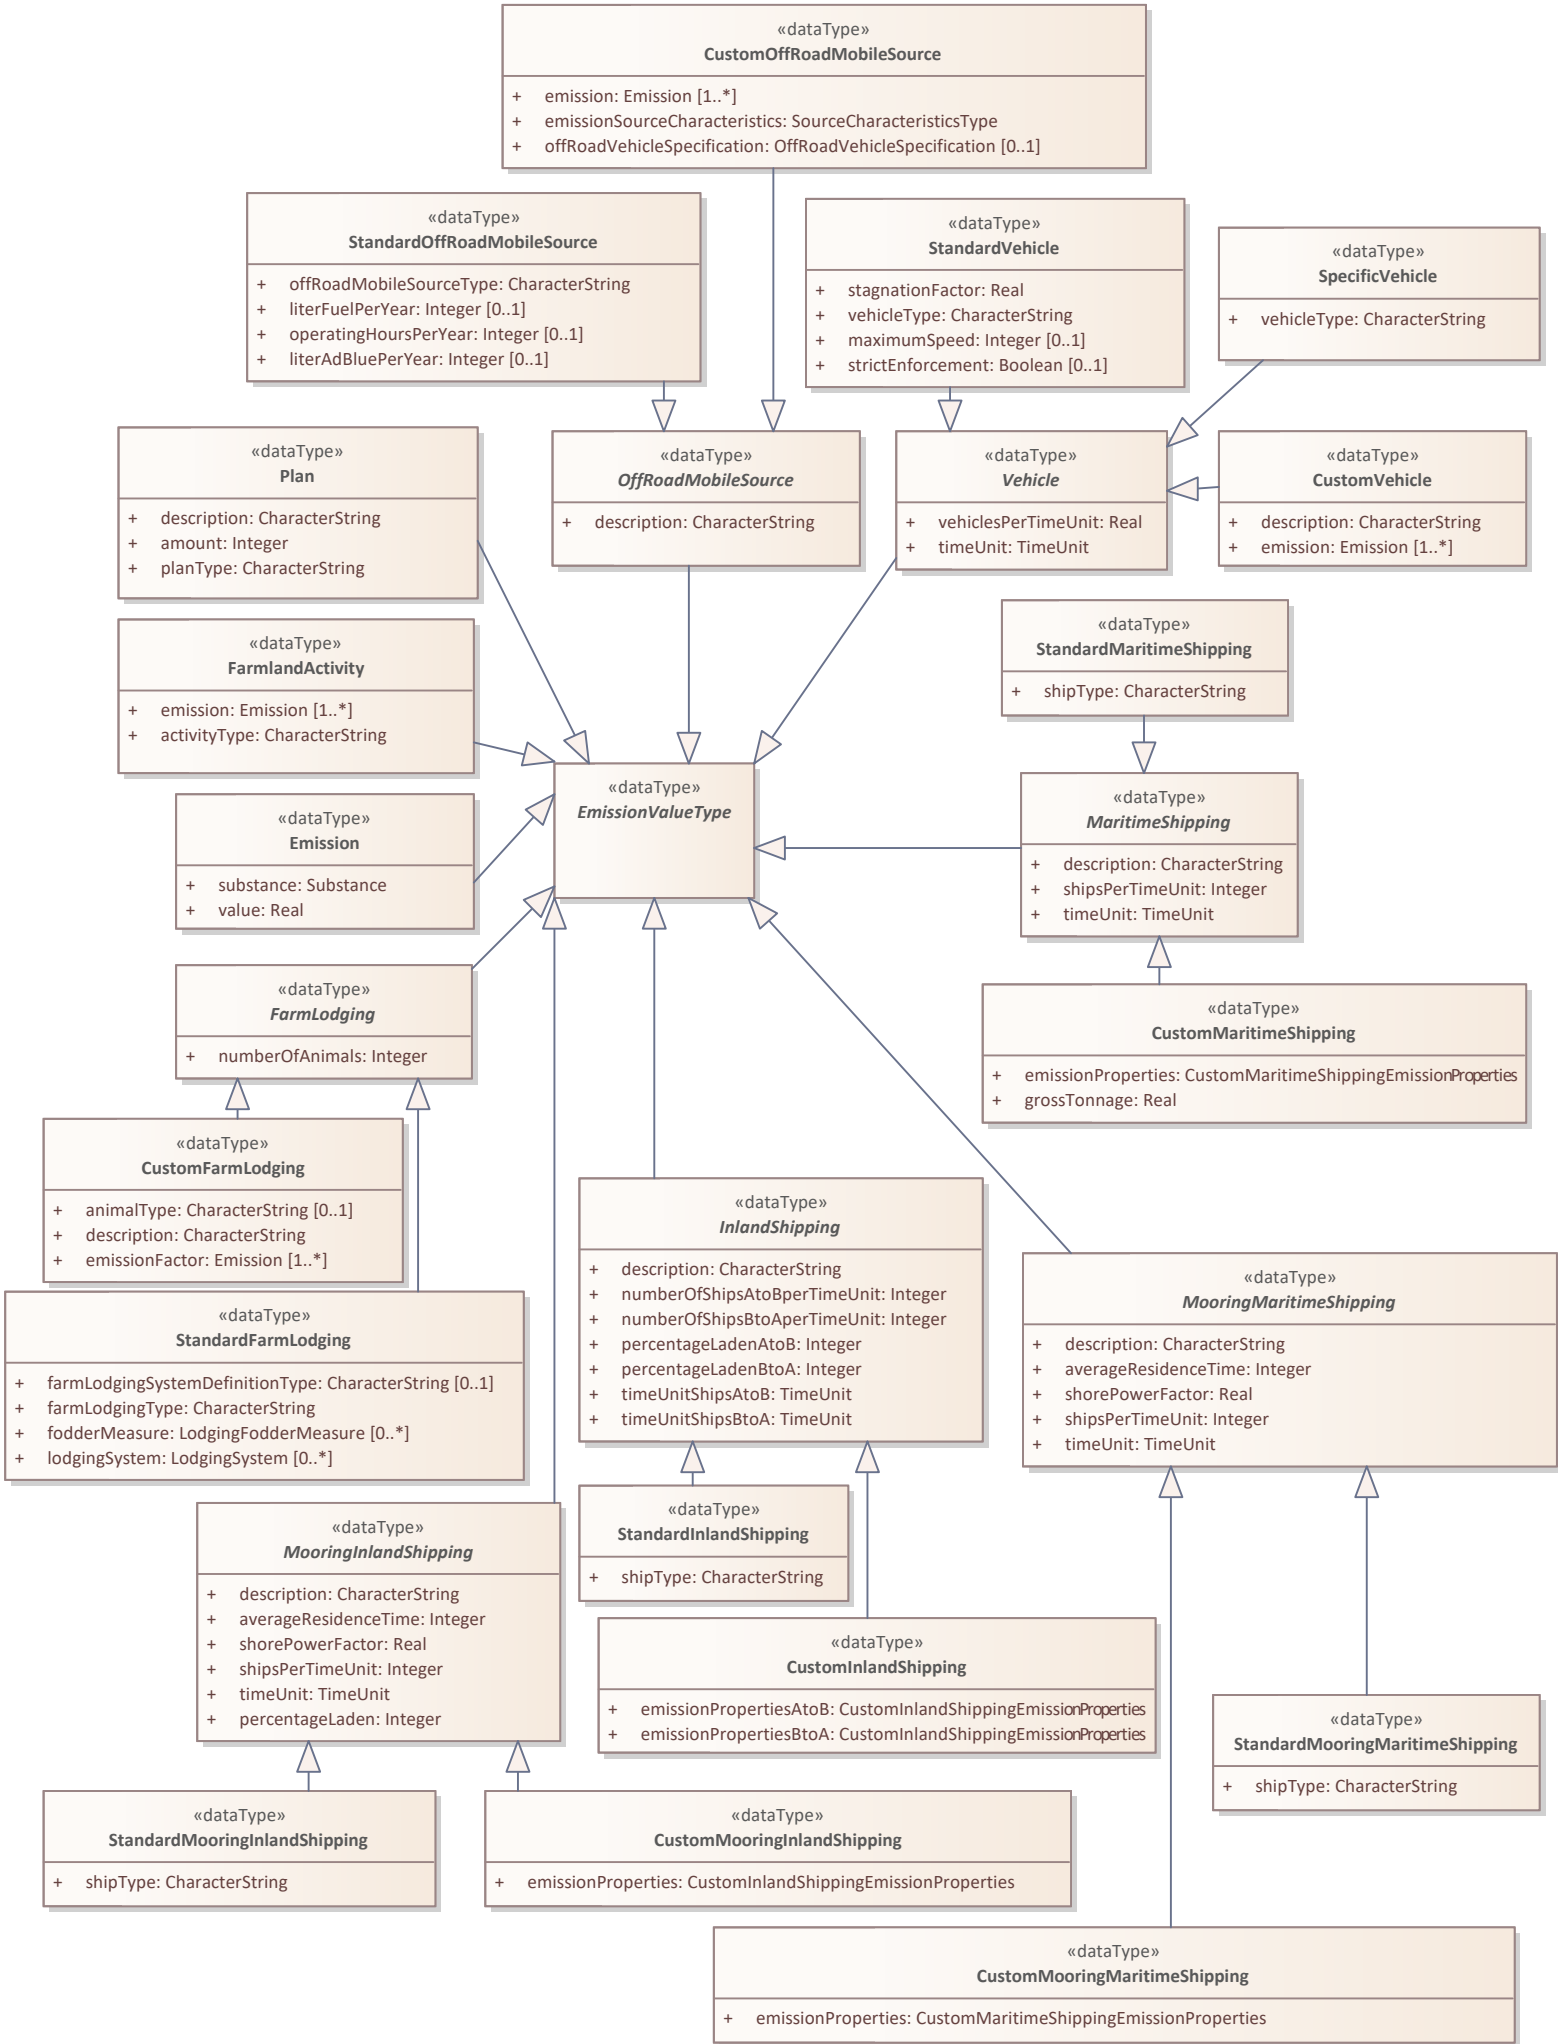 «dataType»
CustomOffRoadMobileSource
+ emission: Emission [1..*]
+ emissionSourceCharacteristics: SourceCharacteristicsType
+ offRoadVehicleSpecification: OffRoadVehicleSpecification [0..1]
«dataType»
StandardOffRoadMobileSource
+ offRoadMobileSourceType: CharacterString
+ literFuelPerYear: Integer [0..1]
+ operatingHoursPerYear: Integer [0..1]
+ literAdBluePerYear: Integer [0..1]
«dataType»
StandardVehicle
+ stagnationFactor: Real
+ vehicleType: CharacterString
+ maximumSpeed: Integer [0..1]
+ strictEnforcement: Boolean [0..1]
«dataType»
SpecificVehicle
+ vehicleType: CharacterString
«dataType»
Plan
+ description: CharacterString
+ amount: Integer
+ planType: CharacterString
«dataType»
OffRoadMobileSource
+ description: CharacterString
«dataType»
Vehicle
+ vehiclesPerTimeUnit: Real
+ timeUnit: TimeUnit
«dataType»
CustomVehicle
+ description: CharacterString
+ emission: Emission [1..*]
«dataType»
FarmlandActivity
+ emission: Emission [1..*]
+ activityType: CharacterString
«dataType»
StandardMaritimeShipping
+ shipType: CharacterString
«dataType»
EmissionValueType
«dataType»
MaritimeShipping
+ description: CharacterString
+ shipsPerTimeUnit: Integer
+ timeUnit: TimeUnit
«dataType»
Emission
+ substance: Substance
+ value: Real
«dataType»
FarmLodging
+ numberOfAnimals: Integer
«dataType»
CustomMaritimeShipping
+ emissionProperties: CustomMaritimeShippingEmissionProperties
+ grossTonnage: Real
«dataType»
CustomFarmLodging
+ animalType: CharacterString [0..1]
+ description: CharacterString
+ emissionFactor: Emission [1..*]
«dataType»
InlandShipping
+ description: CharacterString
+ numberOfShipsAtoBperTimeUnit: Integer
+ numberOfShipsBtoAperTimeUnit: Integer
+ percentageLadenAtoB: Integer
+ percentageLadenBtoA: Integer
+ timeUnitShipsAtoB: TimeUnit
+ timeUnitShipsBtoA: TimeUnit
«dataType»
MooringMaritimeShipping
+ description: CharacterString
+ averageResidenceTime: Integer
+ shorePowerFactor: Real
+ shipsPerTimeUnit: Integer
+ timeUnit: TimeUnit
«dataType»
StandardFarmLodging
+ farmLodgingSystemDefinitionType: CharacterString [0..1]
+ farmLodgingType: CharacterString
+ fodderMeasure: LodgingFodderMeasure [0..*]
+ lodgingSystem: LodgingSystem [0..*]
«dataType»
StandardInlandShipping
+ shipType: CharacterString
«dataType»
MooringInlandShipping
+ description: CharacterString
+ averageResidenceTime: Integer
+ shorePowerFactor: Real
+ shipsPerTimeUnit: Integer
+ timeUnit: TimeUnit
+ percentageLaden: Integer
«dataType»
CustomInlandShipping
+ emissionPropertiesAtoB: CustomInlandShippingEmissionProperties
+ emissionPropertiesBtoA: CustomInlandShippingEmissionProperties
«dataType»
StandardMooringMaritimeShipping
+ shipType: CharacterString
«dataType»
StandardMooringInlandShipping
+ shipType: CharacterString
«dataType»
CustomMooringInlandShipping
+ emissionProperties: CustomInlandShippingEmissionProperties
«dataType»
CustomMooringMaritimeShipping
+ emissionProperties: CustomMaritimeShippingEmissionProperties